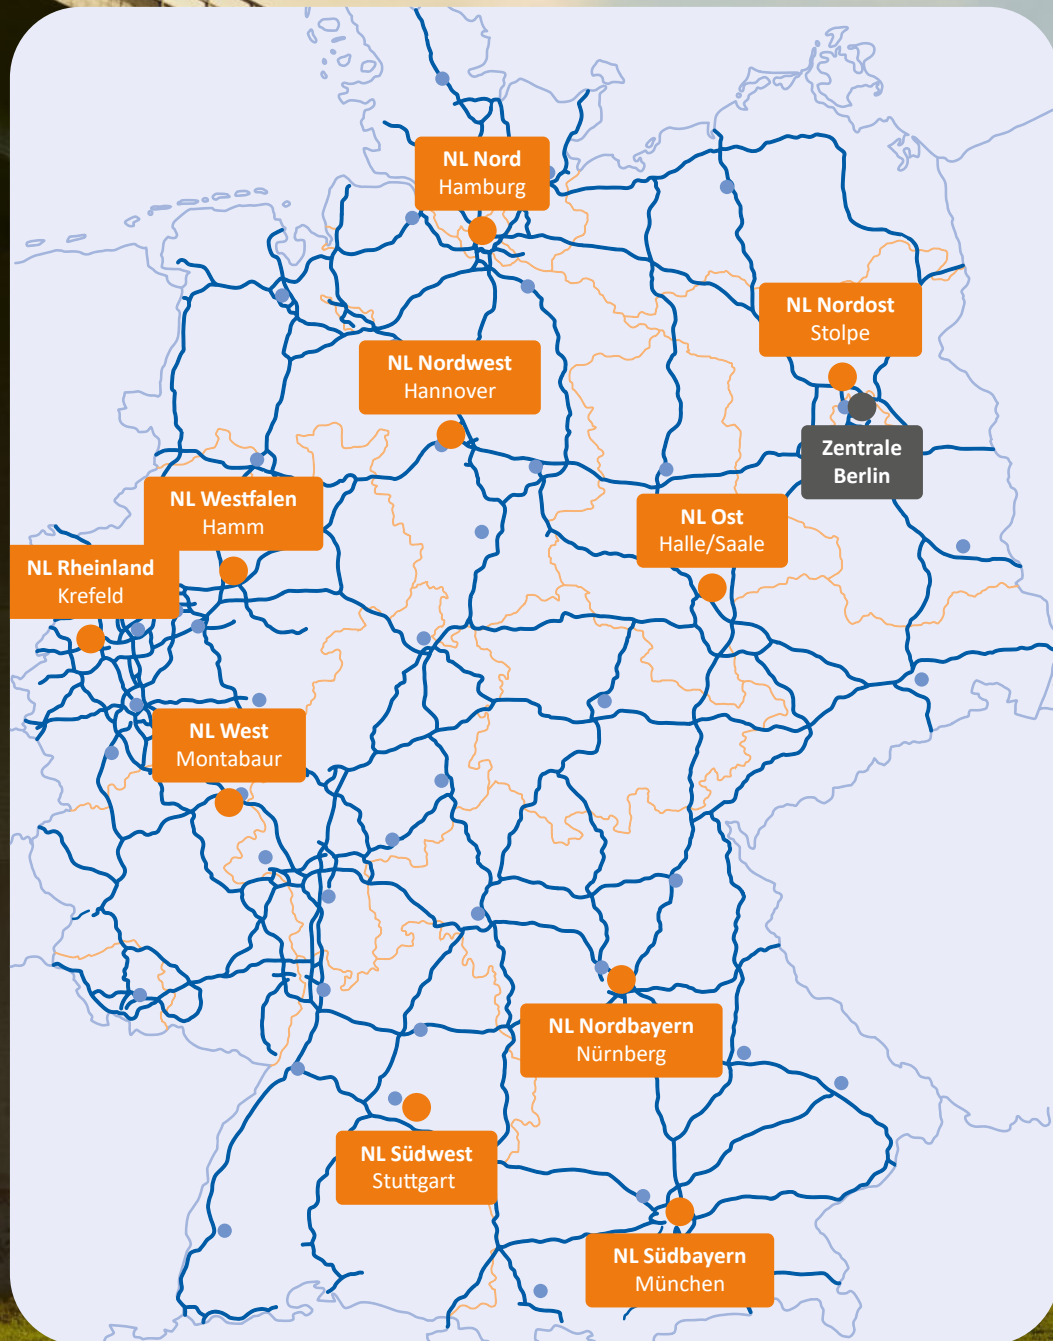 NL Nord
Hamburg
NL Nordost
Stolpe
NL Nordwest
Hannover
Zentrale
Berlin
NL Westfalen
Hamm
NL Ost
Halle/Saale
NL Rheinland
Krefeld
NL West
Montabaur
NL Nordbayern
Nürnberg
NL Südwest
Stuttgart
NL Südbayern
München